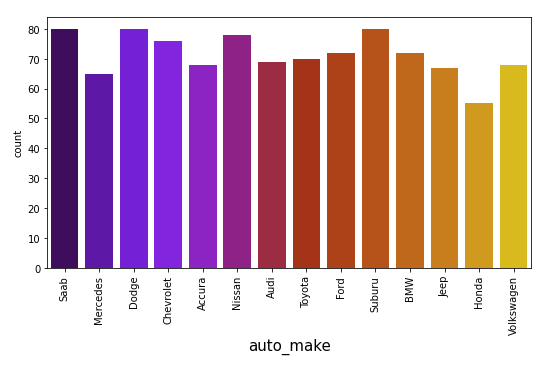 80
70
60
50
40
30
20
10
0
count
Saab
Mercedes
Dodge
Chevrolet
Accura
Nissan
Audi
Toyota
Ford
Suburu
BMW
Jeep
Honda
Volkswagen
auto_make